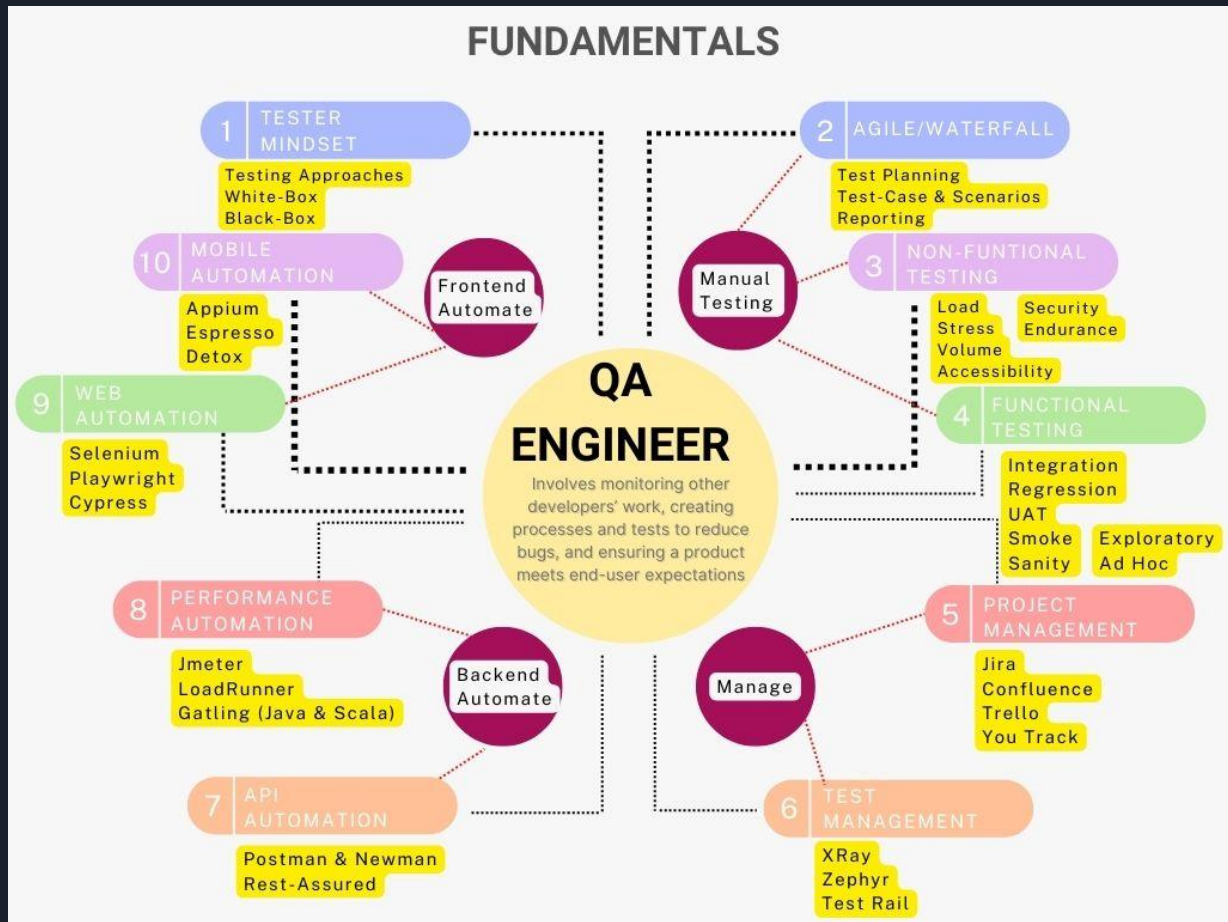 FUNDAMENTALS
1
TESTER
MINDSET
Testing Approaches
White-Box
Black-Box
2
AGILE/WATERFALL
Test Planning
Test-Case & Scenarios
Reporting
10
MOBILE
AUTOMATION
Appium
Espresso
Detox
Frontend
Automate
Manual
Testing
3
NON-FUNTIONAL
TESTING
Load
Stress
Volume
Accessibility
Security
Endurance
9
WEB
AUTOMATION
Selenium
Playwright
Cypress
QA
ENGINEER
Involves monitoring other
developers' work, creating
processes and tests to reduce
bugs, and ensuring a product
meets end-user expectations
4
FUNCTIONAL
TESTING
Integration
Regression
UAT
Smoke
Sanity
Exploratory
Ad Hoc
8
PERFORMANCE
AUTOMATION
Jmeter
LoadRunner
Gatling (Java & Scala)
Backend
Automate
Manage
5
PROJECT
MANAGEMENT
Jira
Confluence
Trello
You Track
7
API
AUTOMATION
Postman & Newman
Rest-Assured
6
TEST
MANAGEMENT
XRay
Zephyr
Test Rail